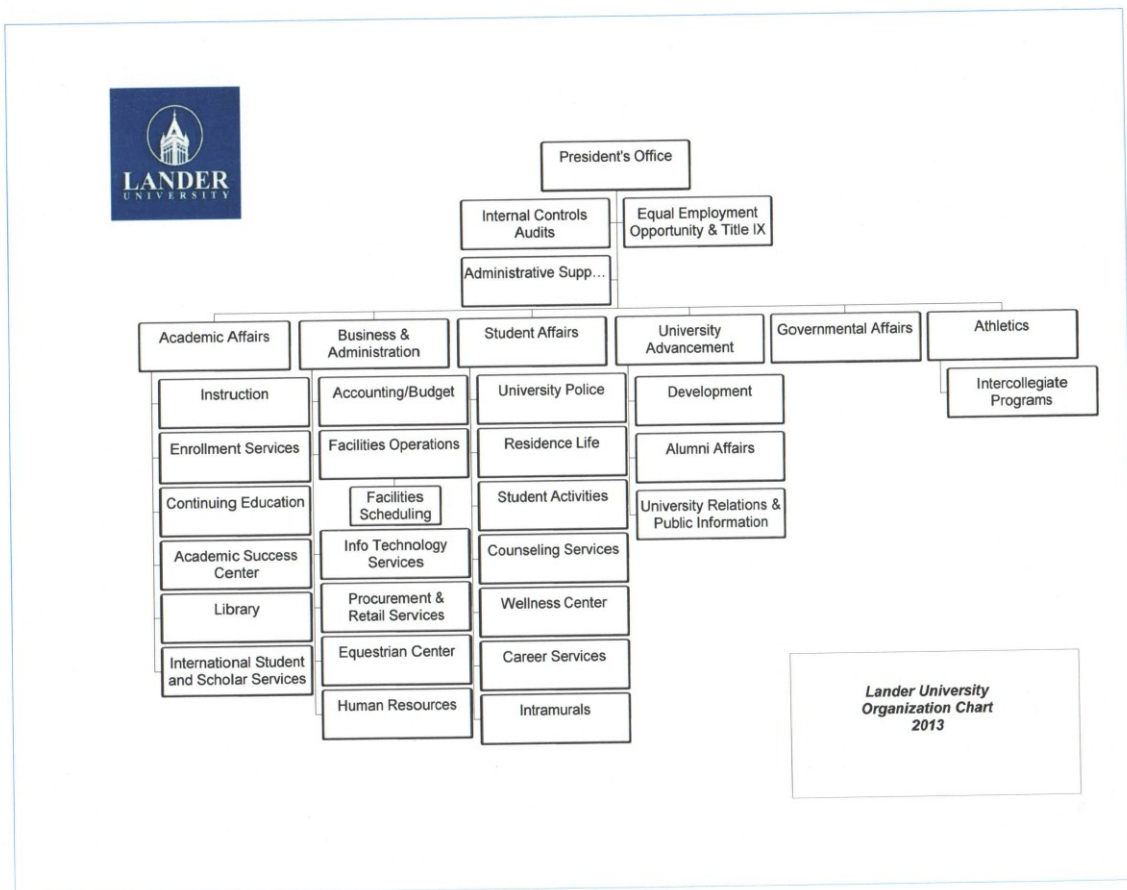 LANDER
UNIVERSITY
President's Office
Internal Controls
Audits
Equal Employment
Opportunity & Title IX
Administrative Supp...
Academic Affairs
Business &
Administration
Student Affairs
University
Advancement
Governmental Affairs
Athletics
Instruction
Enrollment Services
Continuing Education
Academic Success
Center
Library
International Student
and Scholar Services
Accounting/Budget
Facilities Operations
Facilities
Scheduling
Info Technology
Services
Procurement &
Retail Services
Equestrian Center
Human Resources
University Police
Residence Life
Student Activities
Counseling Services
Wellness Center
Career Services
Intramurals
Development
Alumni Affairs
University Relations &
Public Information
Intercollegiate
Programs
Lander University
Organization Chart
2013